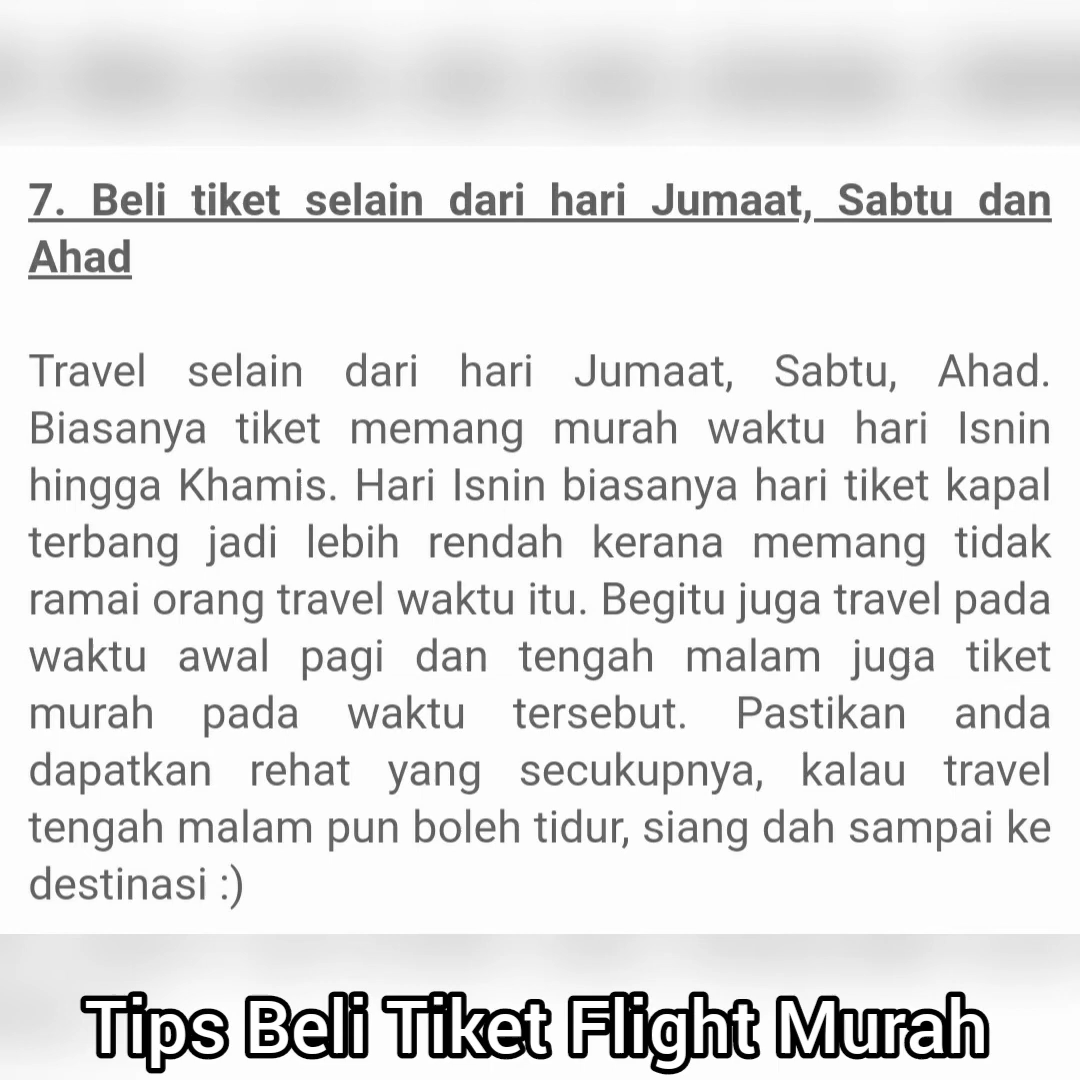 7. Beli tiket selain dari hari Jumaat, Sabtu dan
Ahad
Travel selain dari hari Jumaat, Sabtu, Ahad.
Biasanya tiket memang murah waktu hari Isnin
hingga Khamis. Hari Isnin biasanya hari tiket kapal
terbang jadi lebih rendah kerana memang tidak
ramai orang travel waktu itu. Begitu juga travel pada
waktu awal pagi dan tengah malam juga tiket
murah pada waktu tersebut. Pastikan anda
dapatkan rehat yang secukupnya, kalau travel
tengah malam pun boleh tidur, siang dah sampai ke
destinasi :)
Tips Beli Tiket Flight Murah